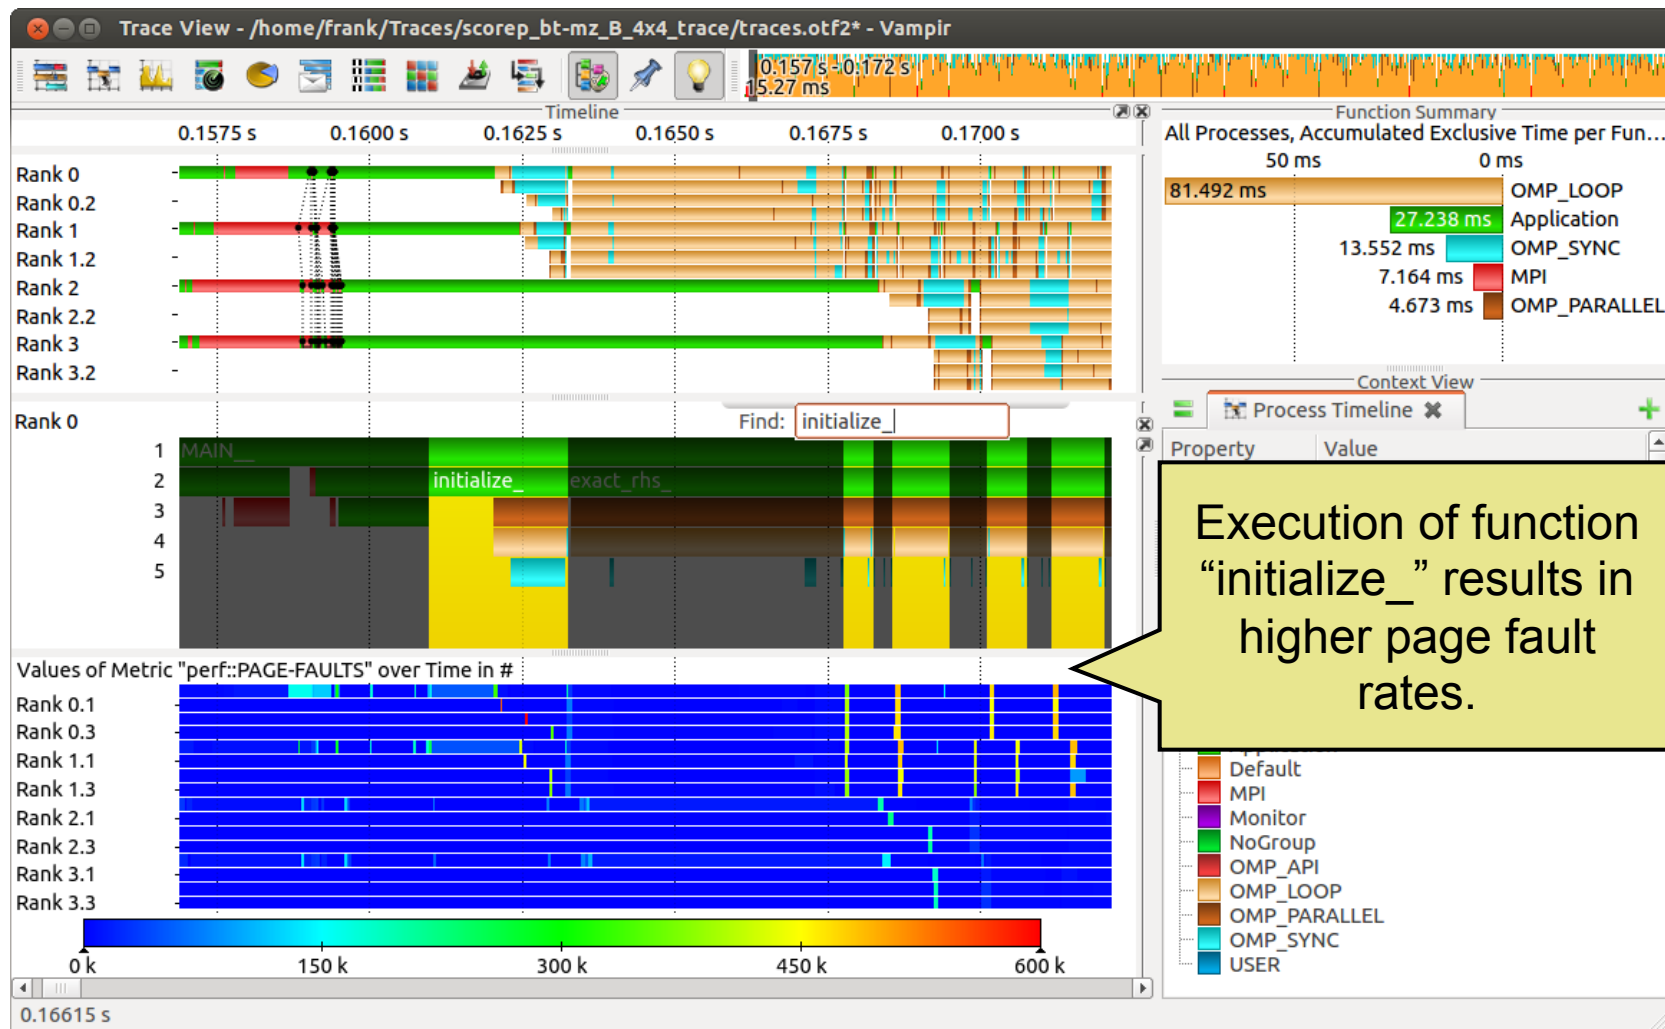 Trace View - /home/frank/Traces/scorep_bt-mz_B_4x4_trace/traces.otf2* - Vampir
0.157 s - 0.172 s
15.27 ms
Timeline
0.1575 s 0.1600 s 0.1625 s 0.1650 s 0.1675 s 0.1700 s
Rank 0
Rank 0.2
Rank 1
Rank 1.2
Rank 2
Rank 2.2
Rank 3
Rank 3.2
Function Summary
All Processes, Accumulated Exclusive Time per Fun...
50 ms 0 ms
81.492 ms OMP_LOOP
27.238 ms Application
13.552 ms OMP_SYNC
7.164 ms MPI
4.673 ms OMP_PARALLEL
Rank 0
Find: initialize_
1 MAIN__
2 initialize_ exact_rhs_
3
4
5
Context View
Process Timeline
Property Value
Execution of function
“initialize_” results in
higher page fault
rates.
Values of Metric "perf::PAGE-FAULTS" over Time in #
Rank 0.1
Rank 0.3
Rank 1.1
Rank 1.3
Rank 2.1
Rank 2.3
Rank 3.1
Rank 3.3
0 k 150 k 300 k 450 k 600 k
Default
MPI
Monitor
NoGroup
OMP_API
OMP_LOOP
OMP_PARALLEL
OMP_SYNC
USER
0.16615 s